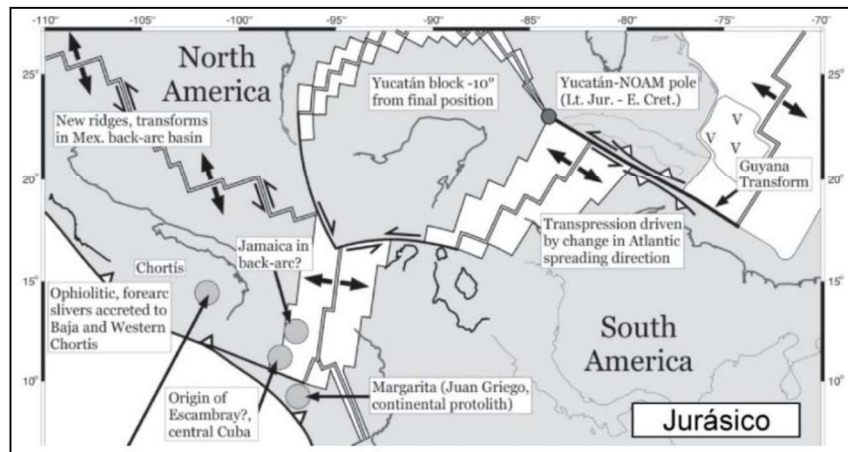 -110
-105
-100
-95
-90
-85
-80
-75
-70
25°
20°
15°
10°
25°
20°
15°
10°
North
America
Yucatán block -10°
from final position
Yucatán-NOAM pole
(Lt. Jur. - E. Cret.)
New ridges, transforms
in Mex. back-arc basin
V
V
V
Guyana
Transform
Jamaica in
back-arc?
Transpression driven
by change in Atlantic
spreading direction
Chortís
Ophiolitic, forearc
slivers accreted to
Baja and Western
Chortis
South
America
Origin of
Escambray?,
central Cuba
Margarita (Juan Griego,
continental protolith)
Jurásico